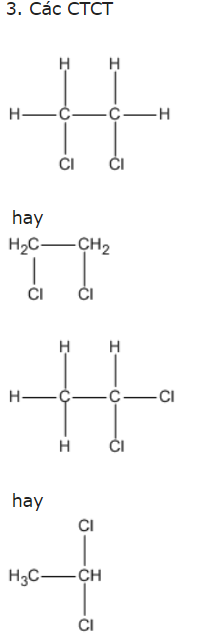 3. Các CTCT
H H
H C C H
Cl Cl
hay
H₂C CH₂
Cl Cl
H H
H C C Cl
H Cl
hay
Cl
H₃C CH
Cl